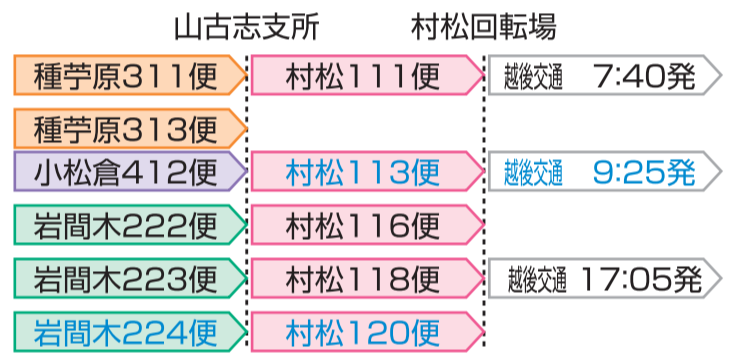 山古志支所 村松回転場
種苧原311便 村松111便 越後交通 7:40発
種苧原313便
小松倉412便 村松113便 越後交通 9:25発
岩間木222便 村松116便
岩間木223便 村松118便 越後交通 17:05発
岩間木224便 村松120便